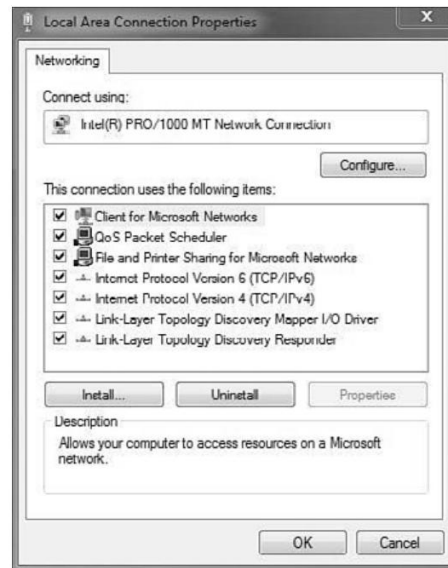 Local Area Connection Properties
X
Networking
Connect using:
Intel(R) PRO/1000 MT Network Connection
Configure...
This connection uses the following items:
Client for Microsoft Networks
QoS Packet Scheduler
File and Printer Sharing for Microsoft Networks
Internet Protocol Version 6 (TCP/IPv6)
Internet Protocol Version 4 (TCP/IPv4)
Link-Layer Topology Discovery Mapper I/O Driver
Link-Layer Topology Discovery Responder
Install... Uninstall Properties
Description
Allows your computer to access resources on a Microsoft
network.
OK Cancel